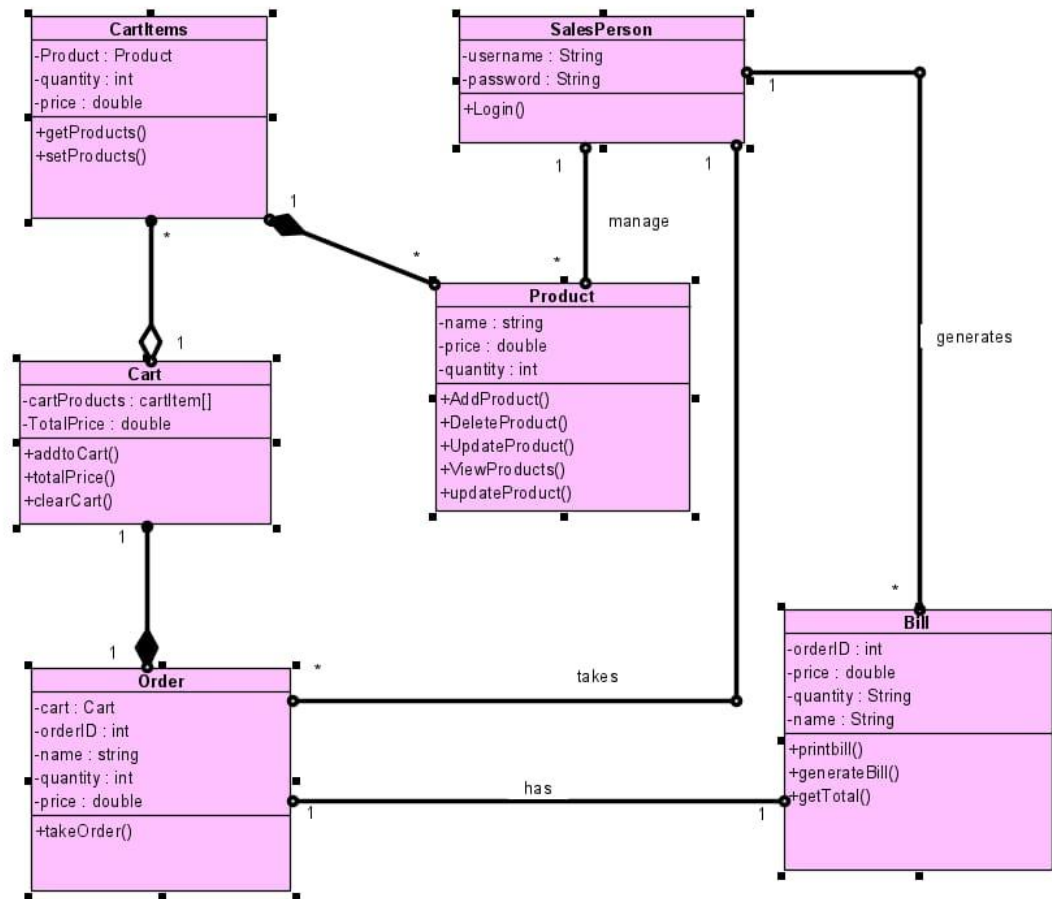 CartItems
-Product : Product
-quantity : int
-price : double
+getProducts()
+setProducts()
SalesPerson
-username : String
-password : String
+Login()
1
1
1
1
manage
*
*
*
1
Product
-name : string
-price : double
-quantity : int
+AddProduct()
+DeleteProduct()
+UpdateProduct()
+ViewProducts()
+updateProduct()
generates
Cart
-cartProducts : cartItem[]
-TotalPrice : double
+addtoCart()
+totalPrice()
+clearCart()
1
1
*
*
takes
Order
-cart : Cart
-orderID : int
-name : string
-quantity : int
-price : double
+takeOrder()
has
1
1
Bill
-orderID : int
-price : double
-quantity : String
-name : String
+printbill()
+generateBill()
+getTotal()